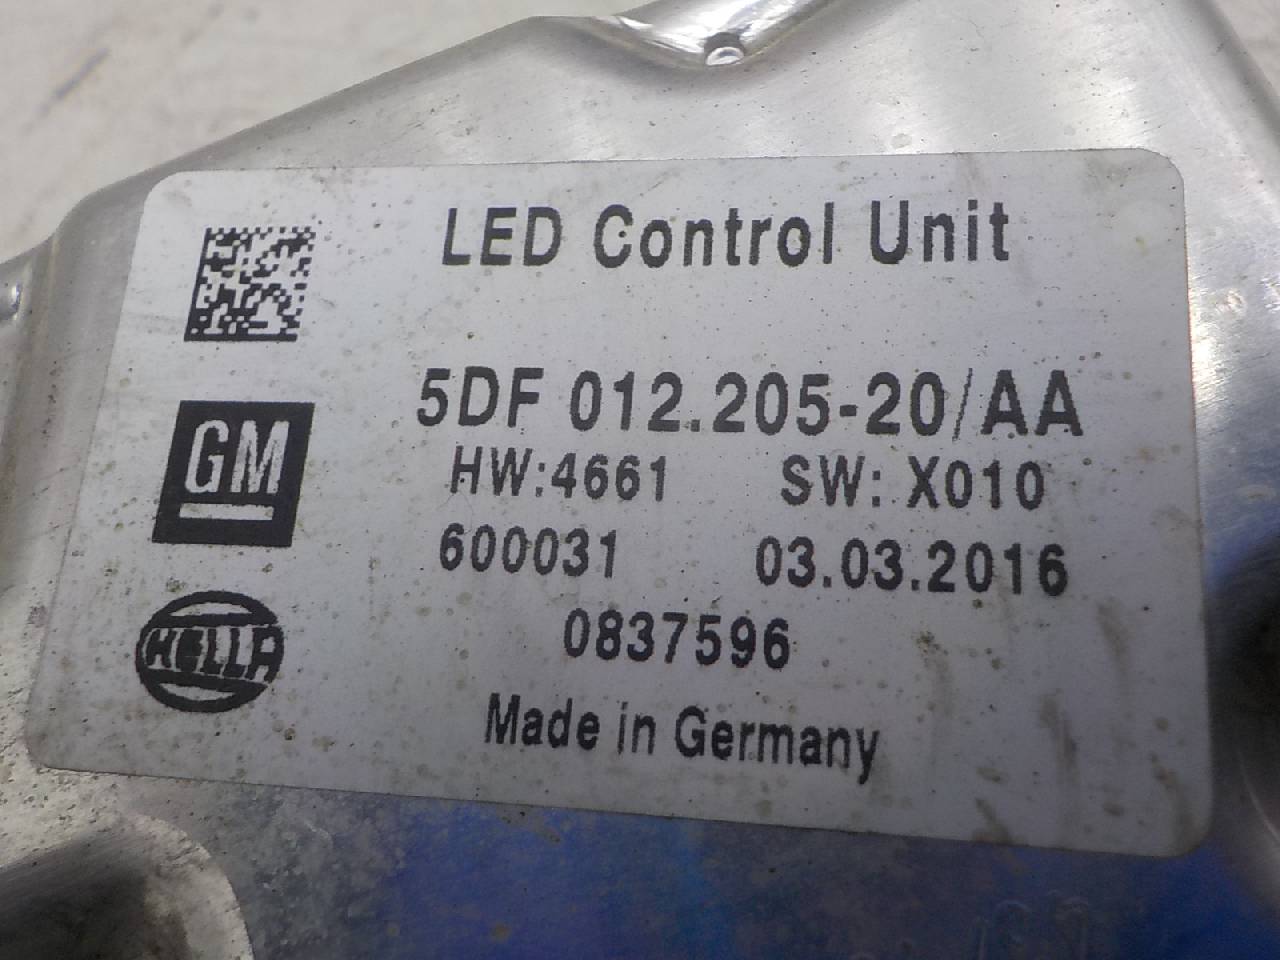 LED Control Unit
5DF 012.205-20/AA
GM
HW:4661 SW: X010
600031 03.03.2016
HELLA
0837596
Made in Germany